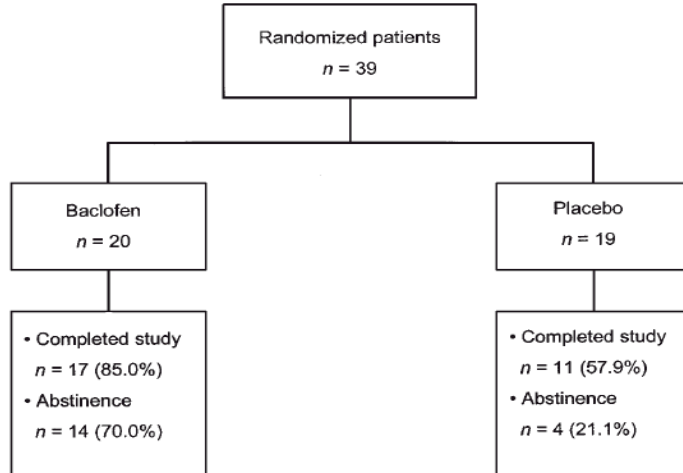 Randomized patients
n = 39
Baclofen
n = 20
Placebo
n = 19
• Completed study
n = 17 (85.0%)
• Abstinence
n = 14 (70.0%)
• Completed study
n = 11 (57.9%)
• Abstinence
n = 4 (21.1%)